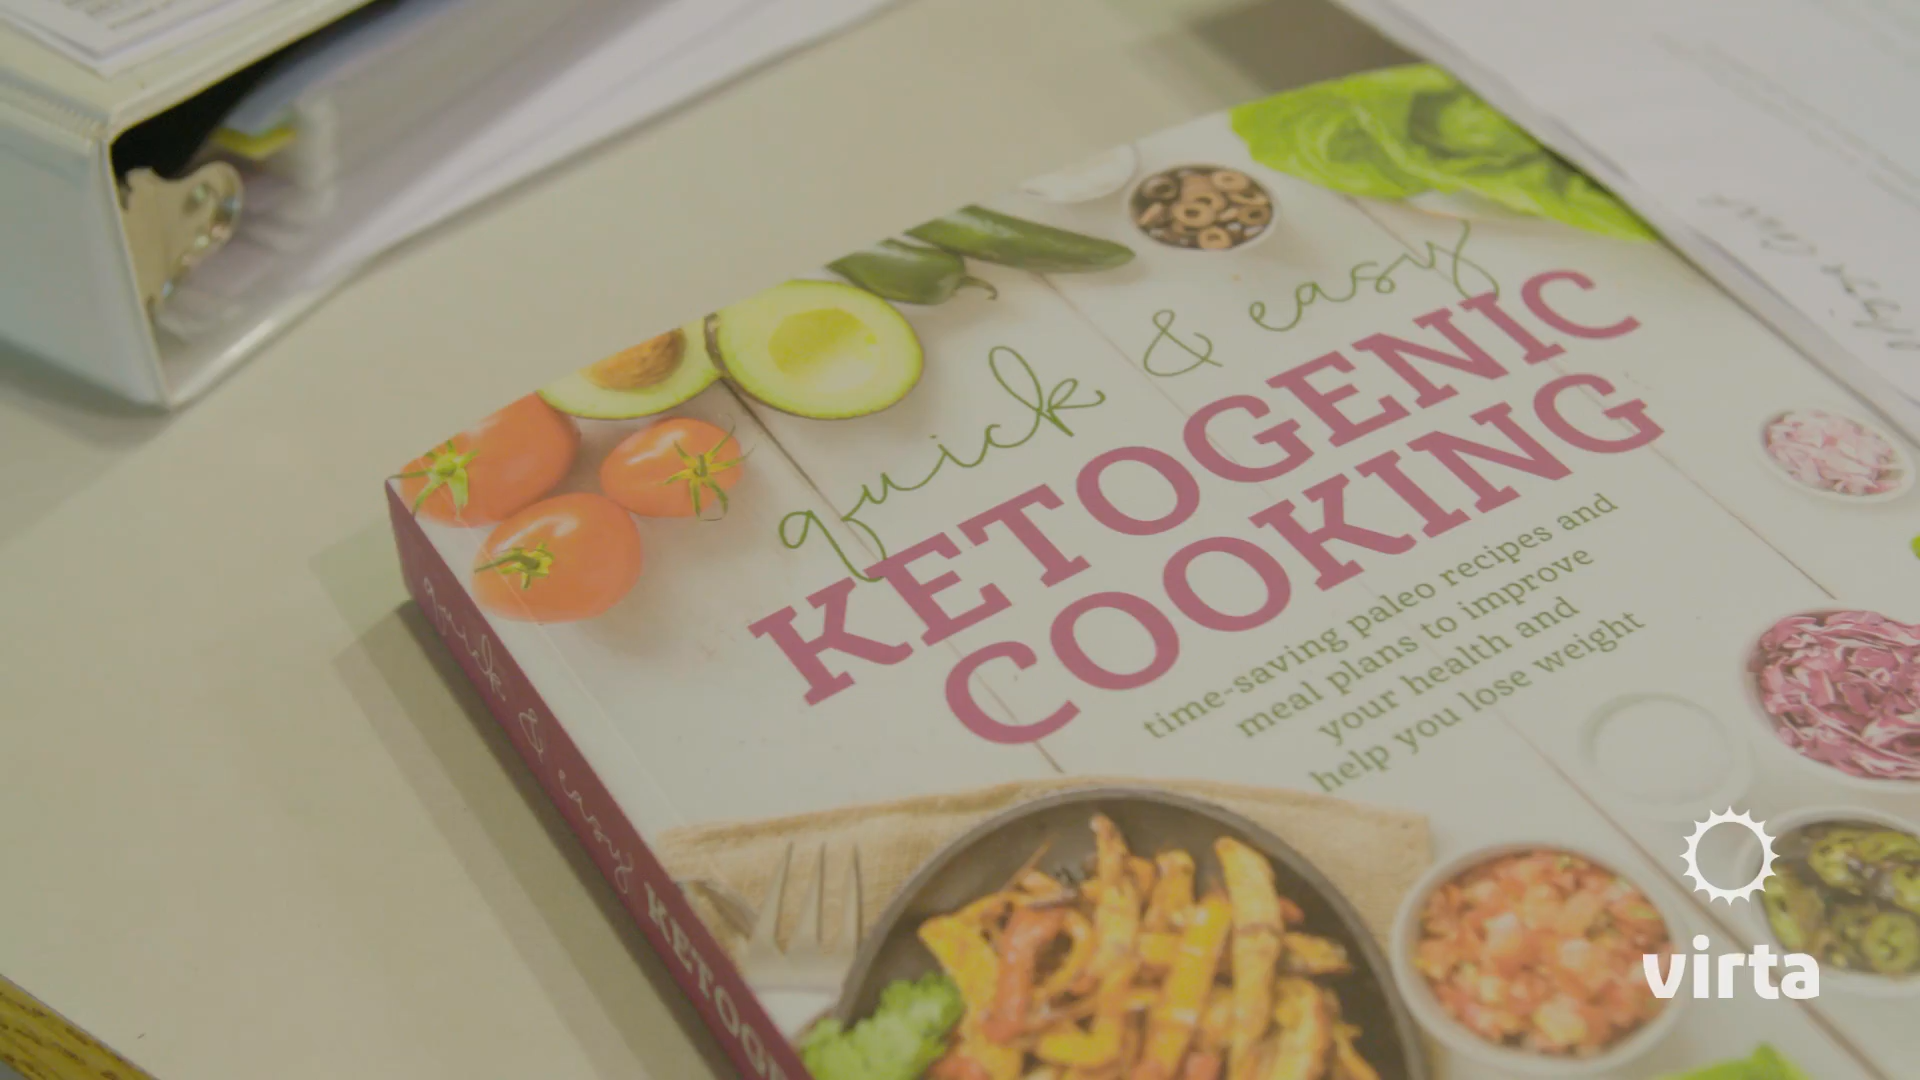 quick & easy
KETOGENIC
COOKING
time-saving paleo recipes and
meal plans to improve
your health and
help you lose weight
quick & easy KETOGE
virta